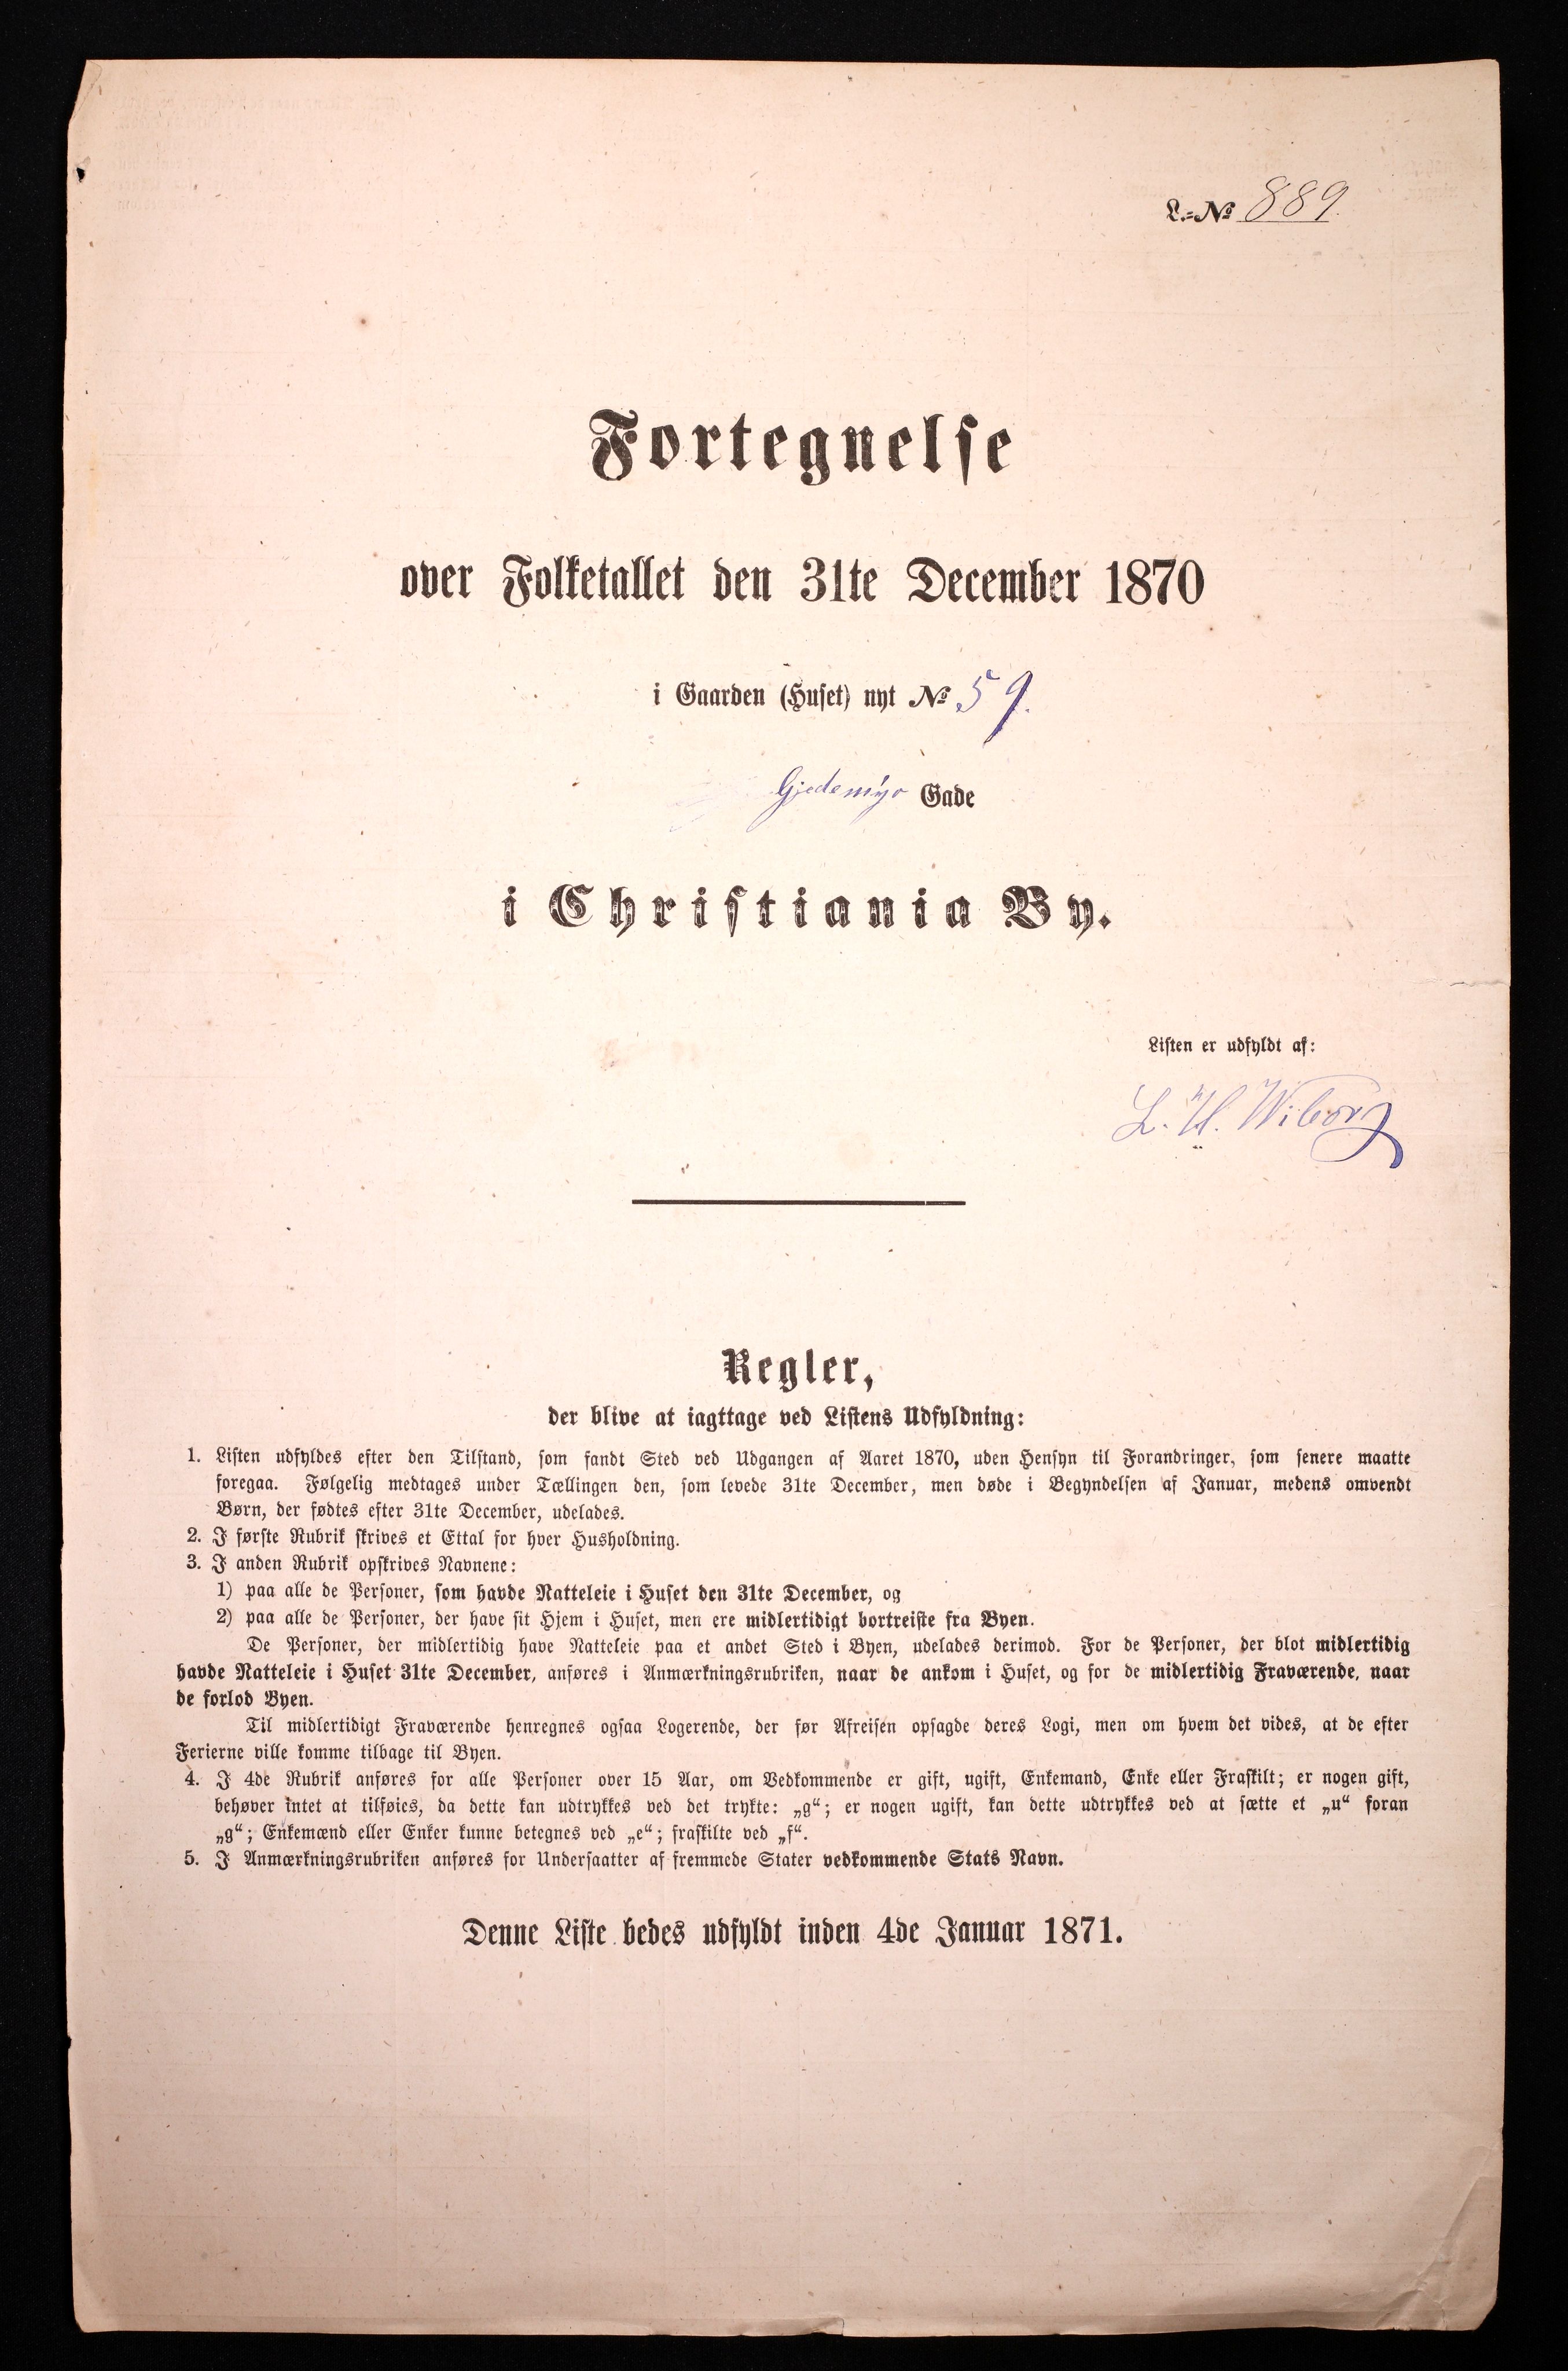 L.-№ 889.
Fortegnelse
over Folketallet den 31te December 1870
i Gaarden (Huset) nyt № 59.
Gjedemyr Gade
i Christiania By.
Listen er udfyldt af:
L. H. Wiborg
Regler,
der blive at iagttage ved Listens Udfyldning:
1. Listen udfyldes efter den Tilstand, som fandt Sted ved Udgangen af Aaret 1870, uden Hensyn til Forandringer, som senere maatte
foregaa. Følgelig medtages under Tællingen den, som levede 31te December, men døde i Begyndelsen af Januar, medens omvendt
Børn, der fødtes efter 31te December, udelades.
2. I første Rubrik skrives et Ettal for hver Husholdning.
3. I anden Rubrik opskrives Navnene:
1) paa alle de Personer, som havde Natteleie i Huset den 31te December, og
2) paa alle de Personer, der have sit Hjem i Huset, men ere midlertidigt bortreiste fra Byen.
De Personer, der midlertidig have Natteleie paa et andet Sted i Byen, udelades derimod. For de Personer, der blot midlertidig
havde Natteleie i Huset 31te December, anføres i Anmærkningsrubriken, naar de ankom i Huset, og for de midlertidig Fraværende, naar
de forlod Byen.
Til midlertidigt Fraværende henregnes ogsaa Logerende, der før Afreisen opsagde deres Logi, men om hvem det vides, at de efter
Ferierne ville komme tilbage til Byen.
4. I 4de Rubrik anføres for alle Personer over 15 Aar, om Vedkommende er gift, ugift, Enkemand, Enke eller Fraskilt; er nogen gift,
behøver intet at tilføies, da dette kan udtrykkes ved det trykte: „g“; er nogen ugift, kan dette udtrykkes ved at sætte et „u“ foran
„g“; Enkemænd eller Enker kunne betegnes ved „e“; fraskilte ved „f“.
5. I Anmærkningsrubriken anføres for Undersaatter af fremmede Stater vedkommende Stats Navn.
Denne Liste bedes udfyldt inden 4de Januar 1871.